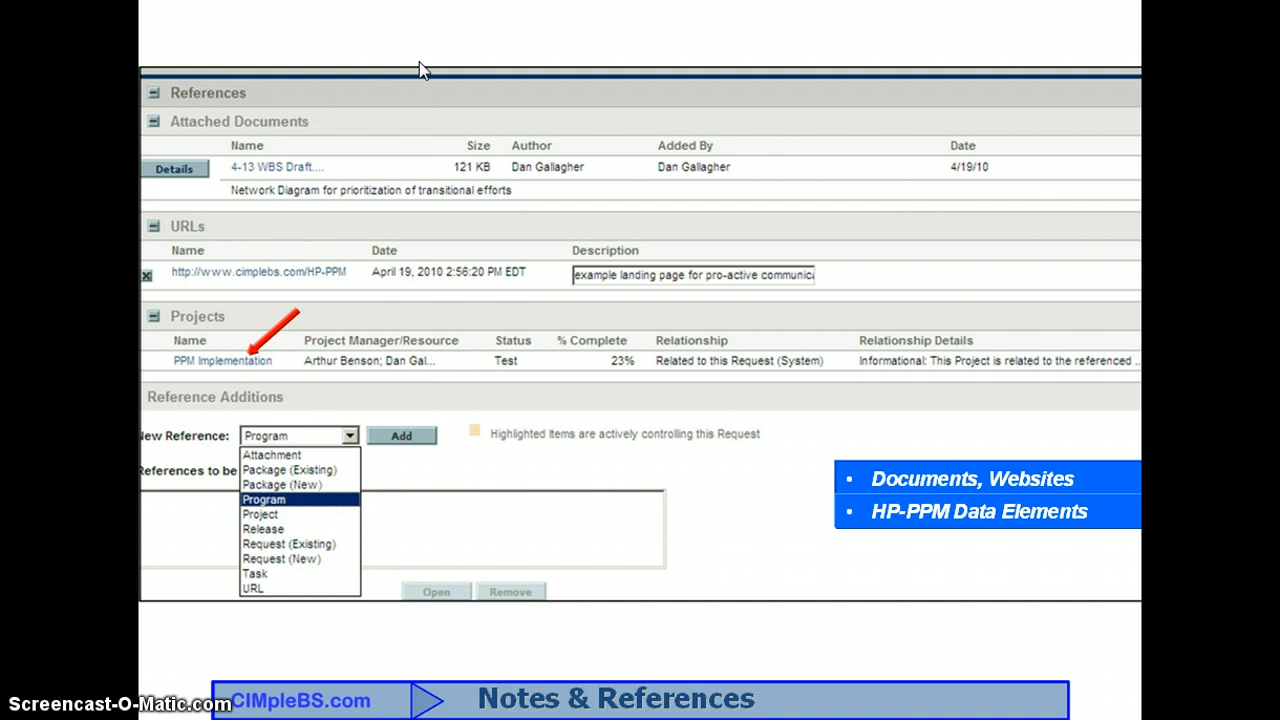 References
Attached Documents
Name Size Author Added By Date
Details 4-13 WBS Draft.... 121 KB Dan Gallagher Dan Gallagher 4/19/10
Network Diagram for prioritization of transitional efforts
URLs
Name Date Description
http://www.cimplebs.com/HP-PPM April 19, 2010 2:56:20 PM EDT example landing page for pro-active communica
Projects
Name Project Manager/Resource Status % Complete Relationship Relationship Details
PPM Implementation Arthur Benson; Dan Gal... Test 23% Related to this Request (System) Informational: This Project is related to the referenced ...
Reference Additions
New Reference: Program Add Highlighted Items are actively controlling this Request
References to be
Attachment
Package (Existing)
Package (New)
Program
Project
Release
Request (Existing)
Request (New)
Task
URL
• Documents, Websites
• HP-PPM Data Elements
Open Remove
CIMpleBS.com Notes & References
Screencast-O-Matic.com